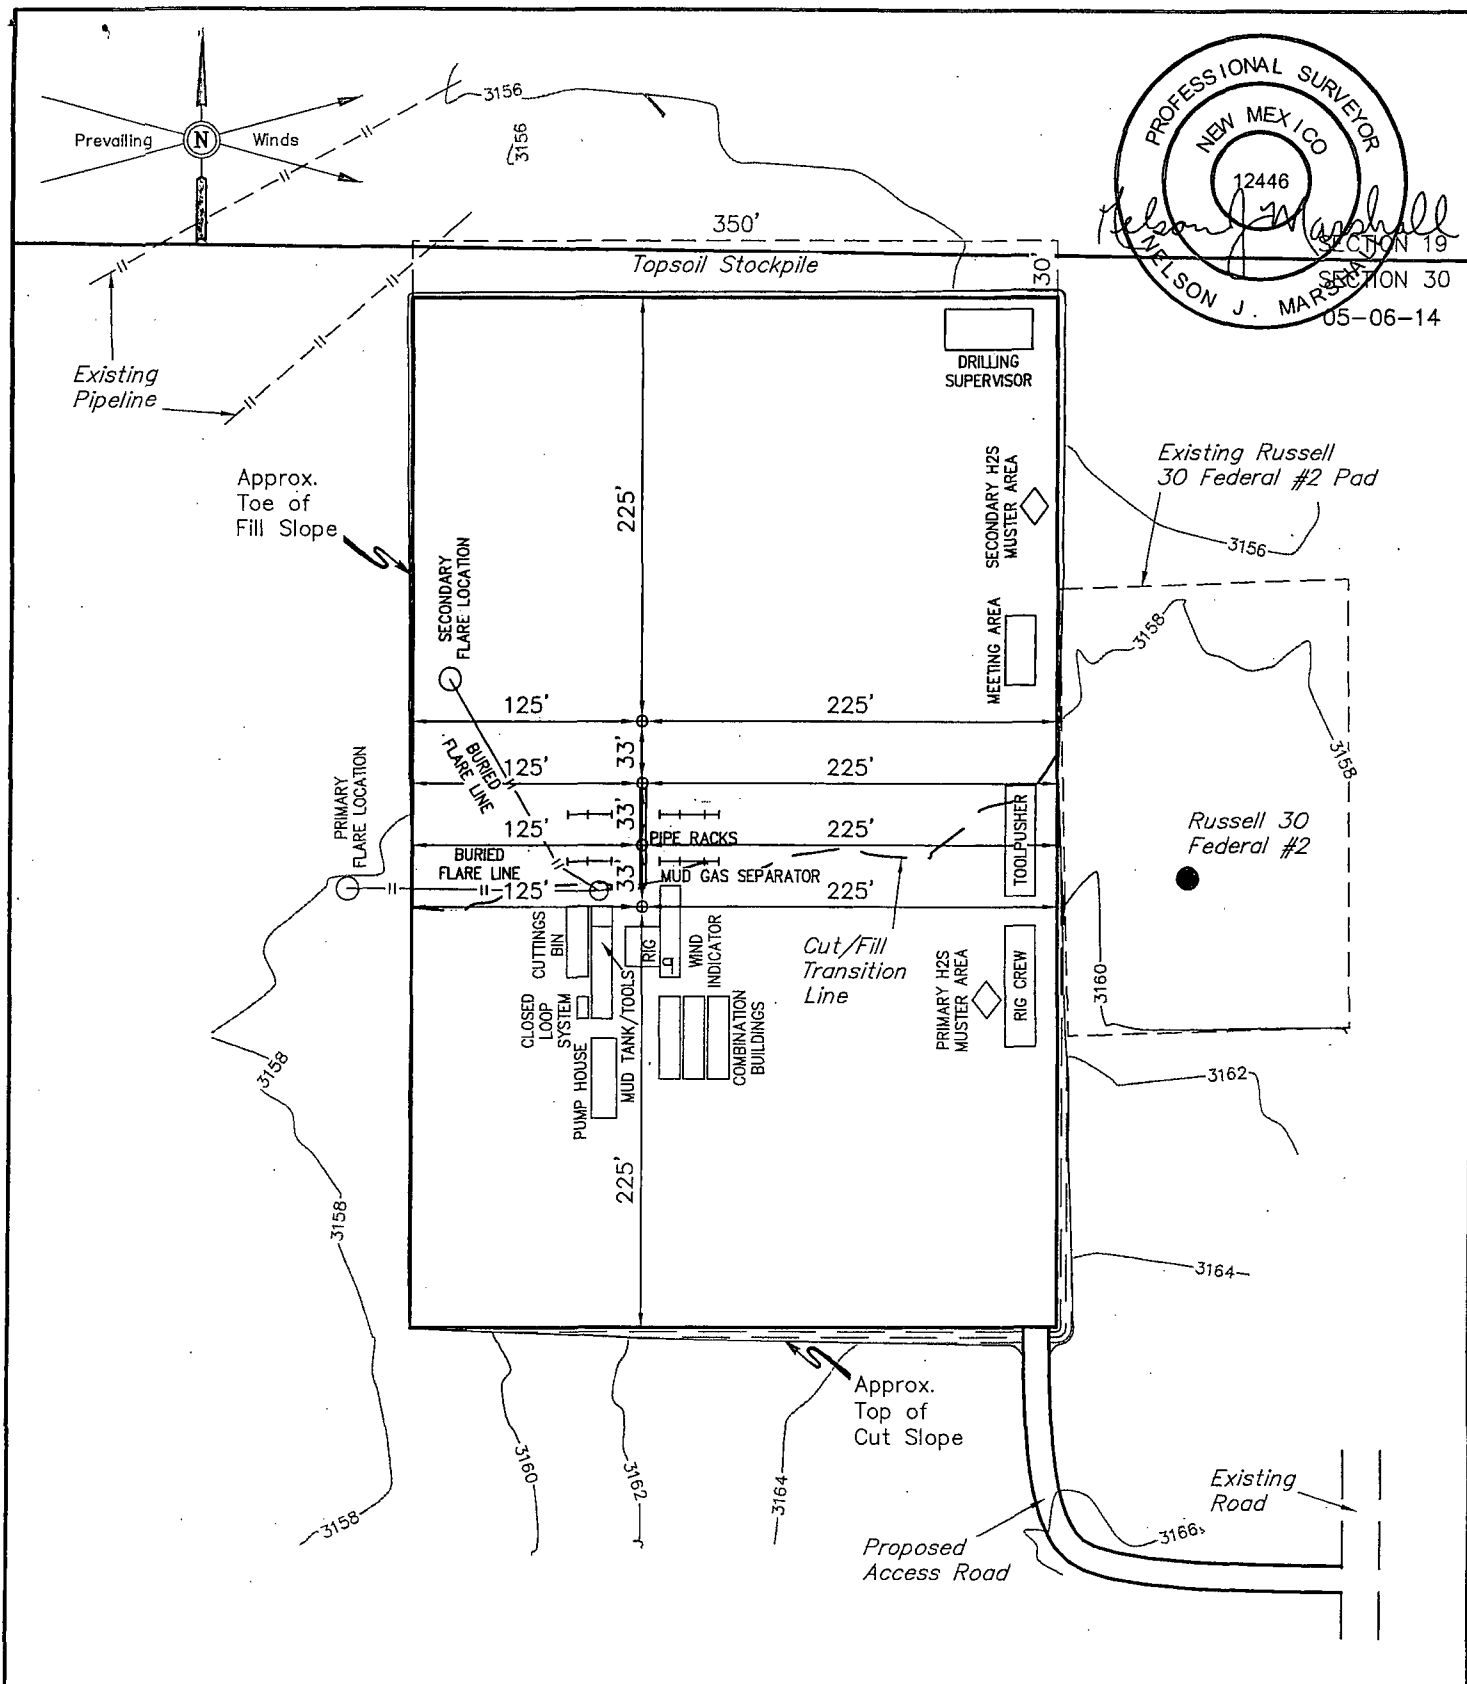 Prevailing
N
Winds
3156
3156
PROFESSIONAL SURVEYOR
NEW MEXICO
12446
Nelson J. Marshall
NELSON J. MARSHALL
SECTION 19
SECTION 30
05-06-14
350'
Topsoil Stockpile
30'
Existing
Pipeline
DRILLING
SUPERVISOR
Approx.
Toe of
Fill Slope
225'
SECONDARY H2S
MUSTER AREA
Existing Russell
30 Federal #2 Pad
3156
SECONDARY
FLARE LOCATION
MEETING AREA
3158
3158
125'
225'
33'
BURIED
FLARE LINE
125'
225'
33'
PRIMARY
FLARE LOCATION
125'
PIPE RACKS
225'
TOOLPUSHER
Russell 30
Federal #2
BURIED
FLARE LINE
33'
MUD GAS SEPARATOR
125'
225'
CUTTINGS
BIN
RIG
WIND
INDICATOR
Cut/Fill
Transition
Line
PRIMARY H2S
MUSTER AREA
RIG CREW
3160
CLOSED
LOOP
SYSTEM
MUD TANK/TOOLS
COMBINATION
BUILDINGS
PUMP HOUSE
3158
3162
225'
3158
3164
Approx.
Top of
Cut Slope
3160
3162
3164
3158
Existing
Road
3166
Proposed
Access Road